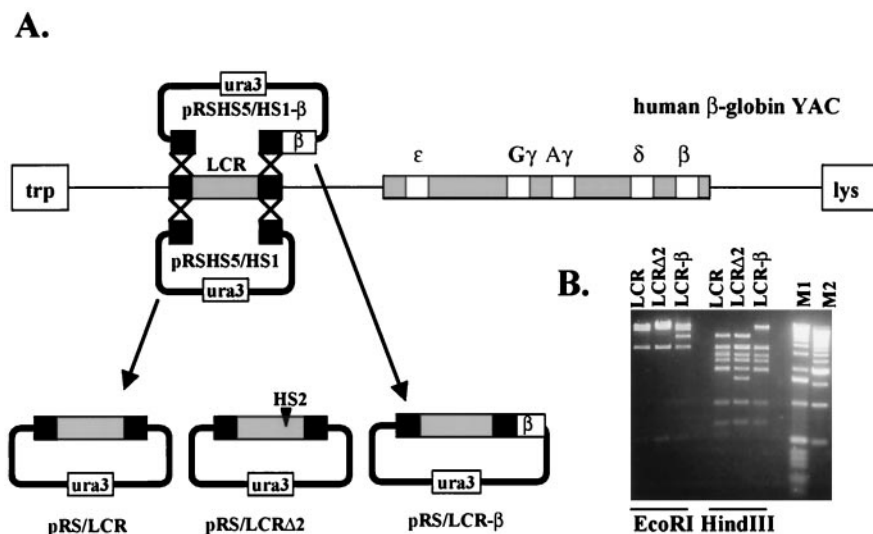 A.
ura3
pRSHS5/HS1-β
β
LCR
human β-globin YAC
ε Gγ Aγ δ β
trp
lys
pRSHS5/HS1
ura3
HS2
β
ura3
ura3
ura3
pRS/LCR
pRS/LCRΔ2
pRS/LCR-β
B.
LCR
LCRΔ2
LCR-β
LCR
LCRΔ2
LCR-β
M1
M2
EcoRI HindIII